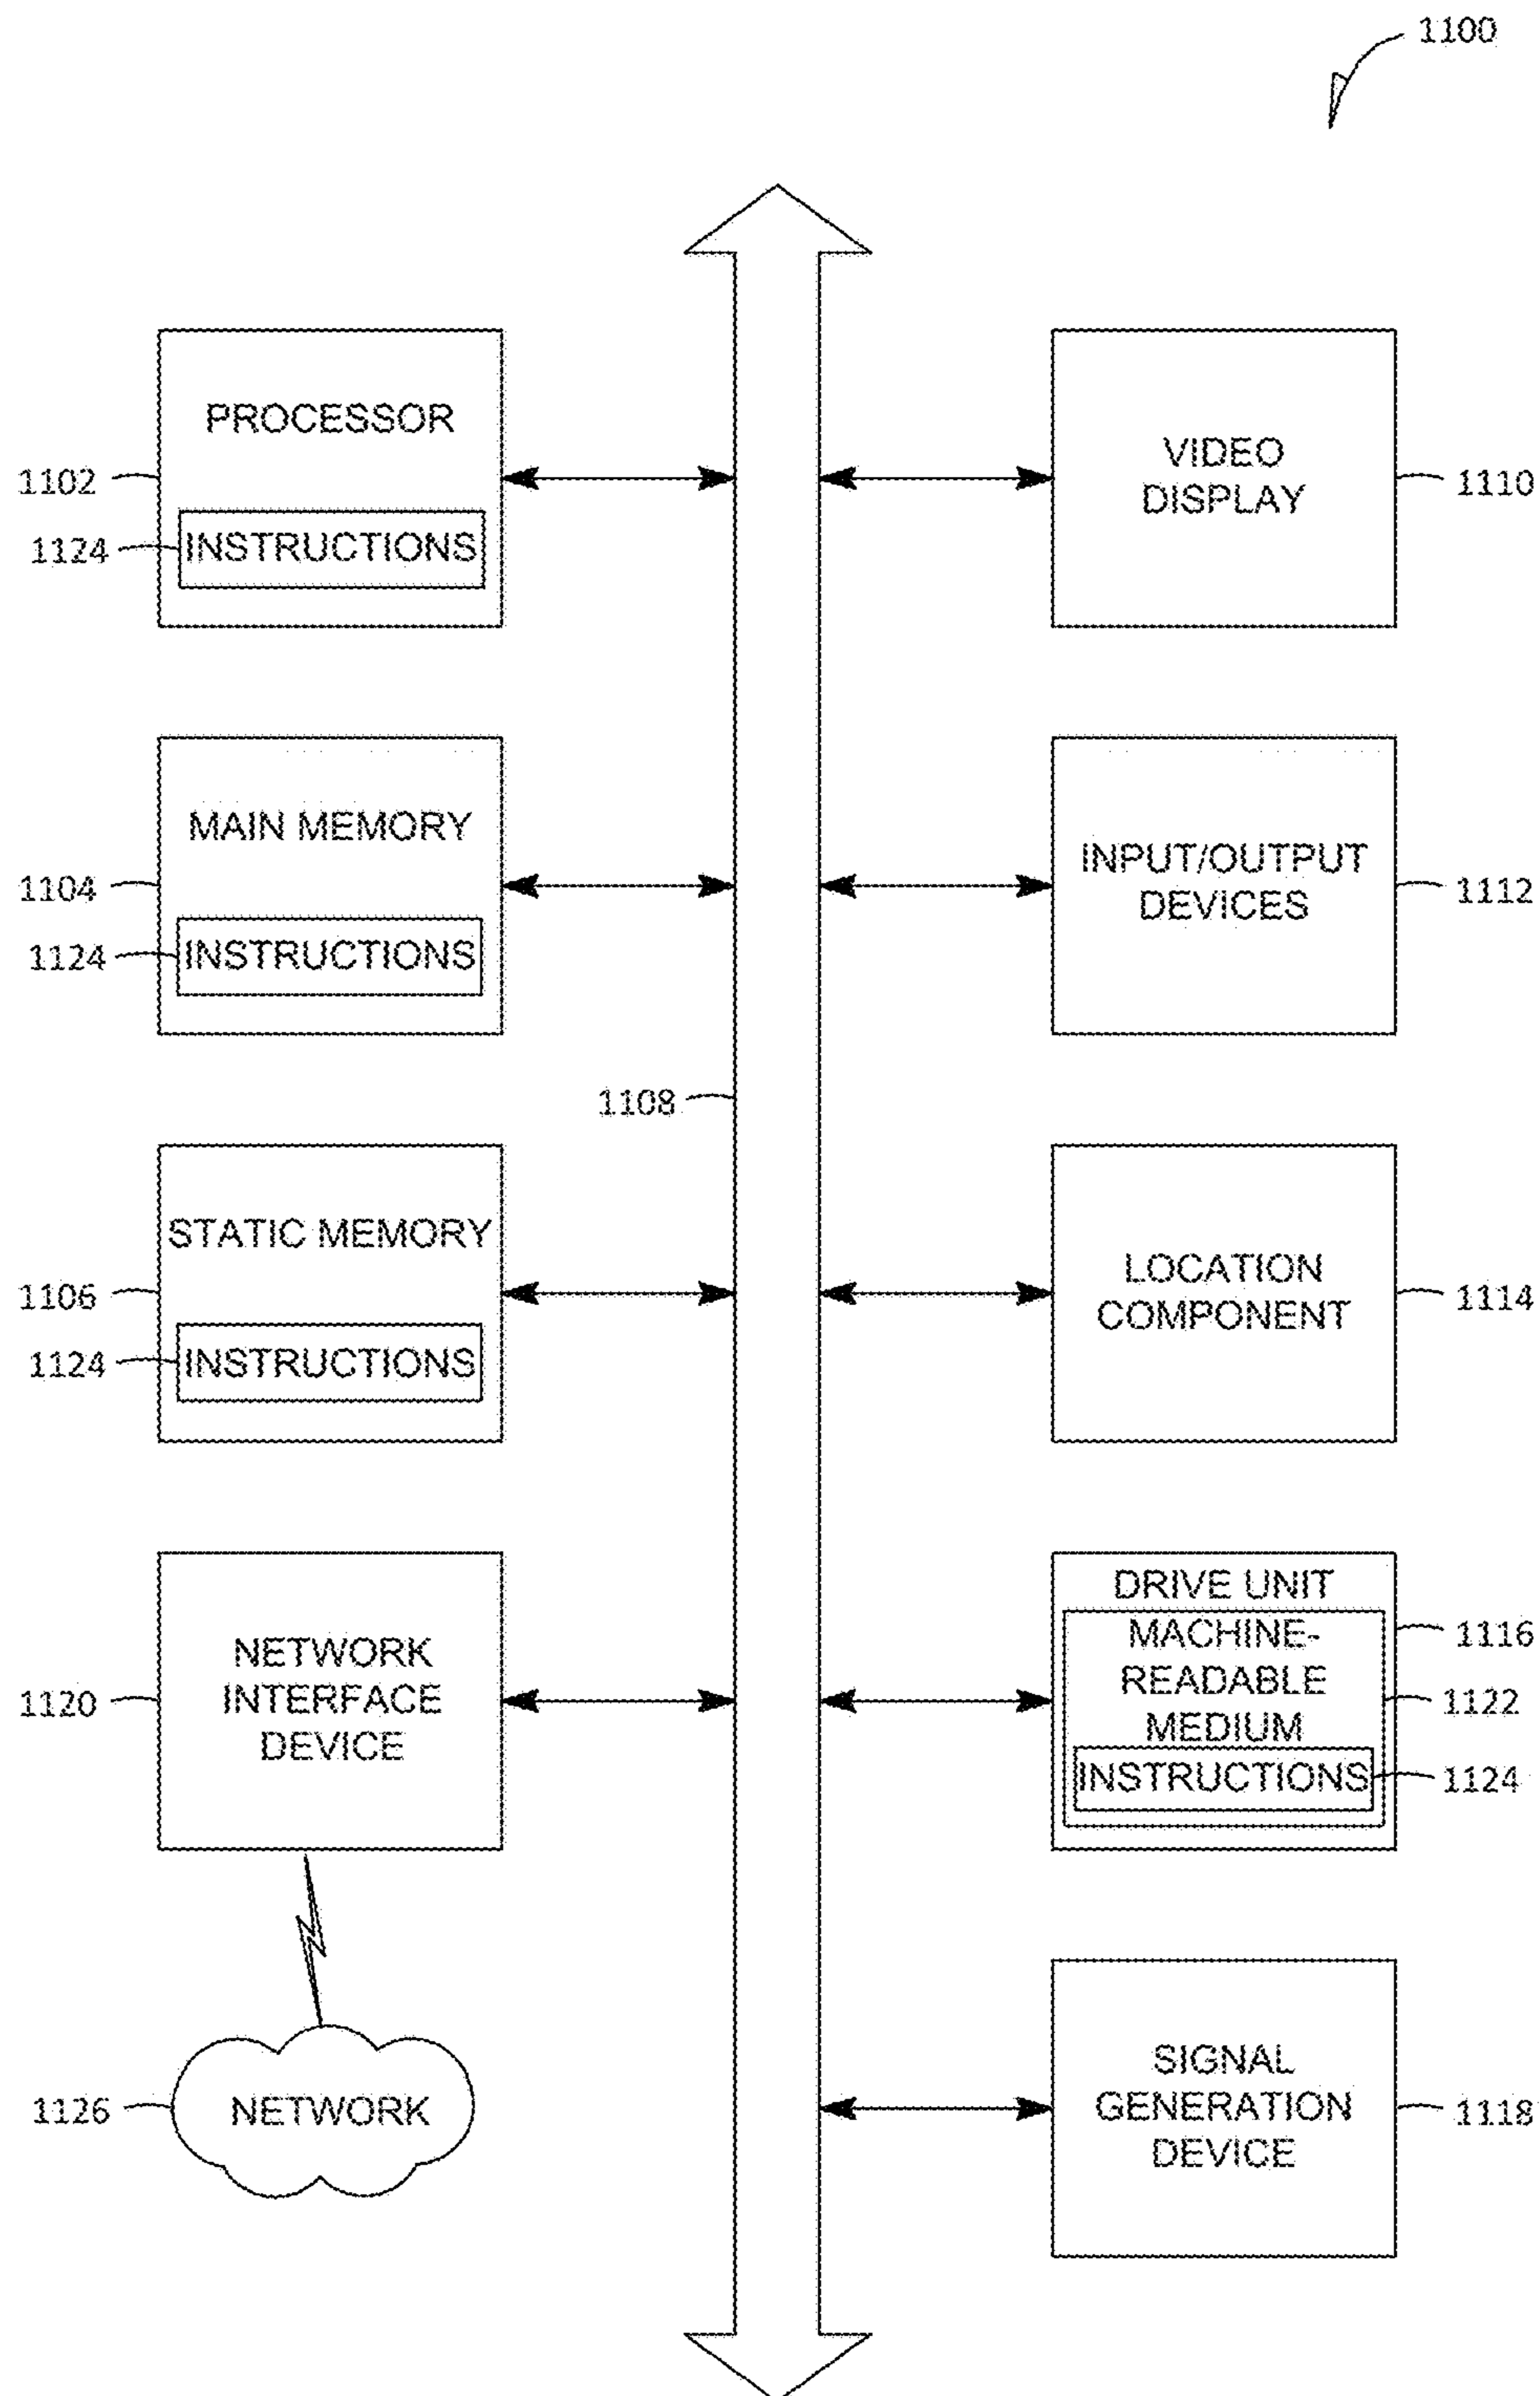 1100
PROCESSOR
1102
1124
INSTRUCTIONS
VIDEO
DISPLAY
1110
MAIN MEMORY
1104
1124
INSTRUCTIONS
INPUT/OUTPUT
DEVICES
1112
1108
STATIC MEMORY
1106
1124
INSTRUCTIONS
LOCATION
COMPONENT
1114
NETWORK
INTERFACE
DEVICE
1120
DRIVE UNIT
MACHINE-
READABLE
MEDIUM
INSTRUCTIONS
1116
1122
1124
1126
NETWORK
SIGNAL
GENERATION
DEVICE
1118